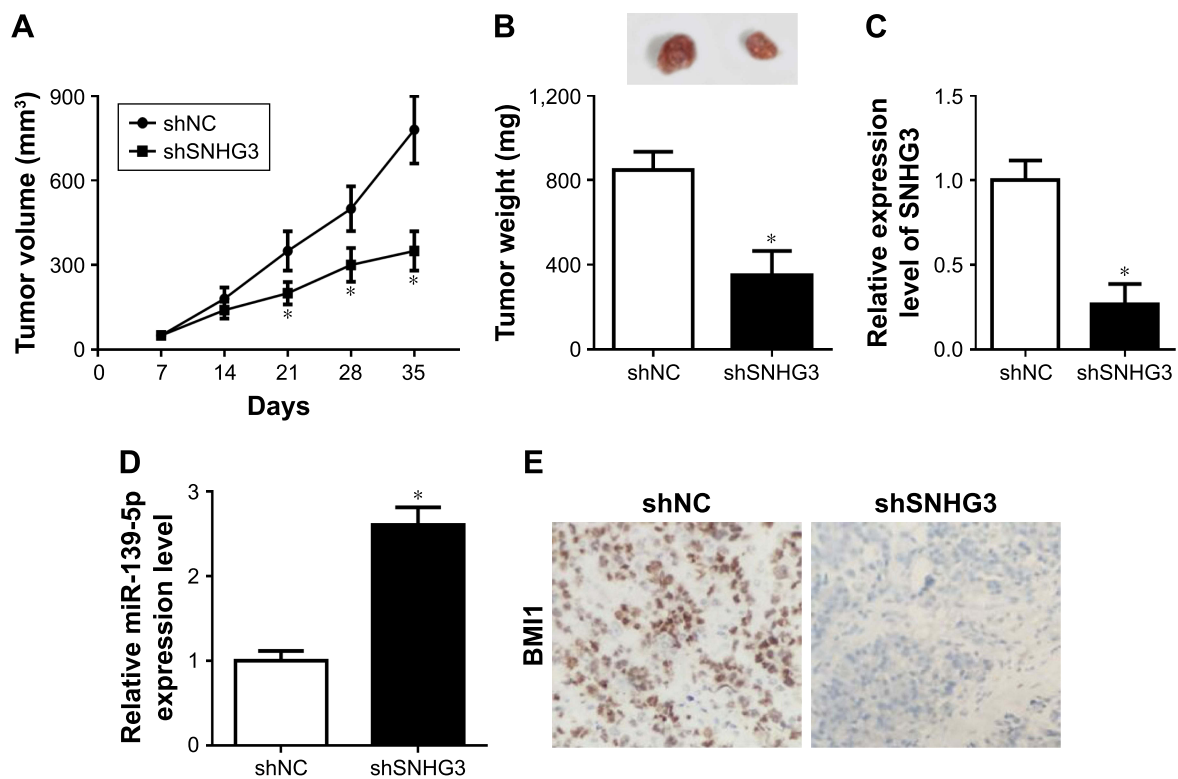 A
Tumor volume (mm³)
900
600
300
0
shNC
shSNHG3
*
*
*
0 7 14 21 28 35
Days
B
Tumor weight (mg)
1,200
800
400
0
*
shNC shSNHG3
C
Relative expression
level of SNHG3
1.5
1.0
0.5
0.0
*
shNC shSNHG3
D
Relative miR-139-5p
expression level
3
2
1
0
*
shNC shSNHG3
E
shNC shSNHG3
BMI1